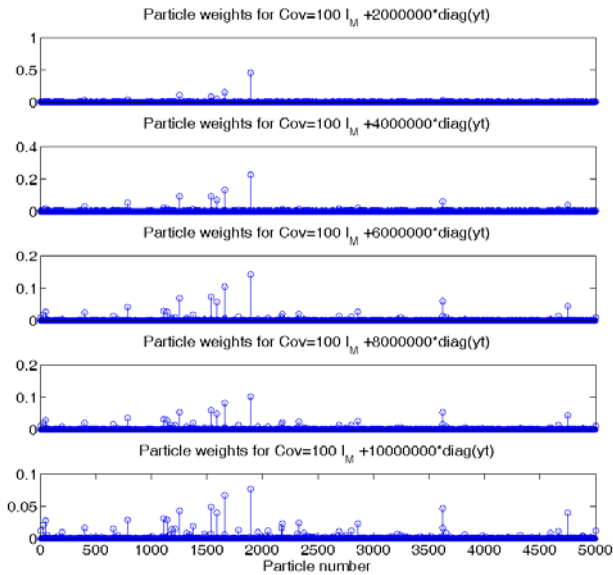 Particle weights for Cov=100 I_M +2000000*diag(yt)
1
0.5
0
Particle weights for Cov=100 I_M +4000000*diag(yt)
0.4
0.2
0
Particle weights for Cov=100 I_M +6000000*diag(yt)
0.2
0.1
0
Particle weights for Cov=100 I_M +8000000*diag(yt)
0.2
0.1
0
Particle weights for Cov=100 I_M +10000000*diag(yt)
0.1
0.05
0
0 500 1000 1500 2000 2500 3000 3500 4000 4500 5000
Particle number